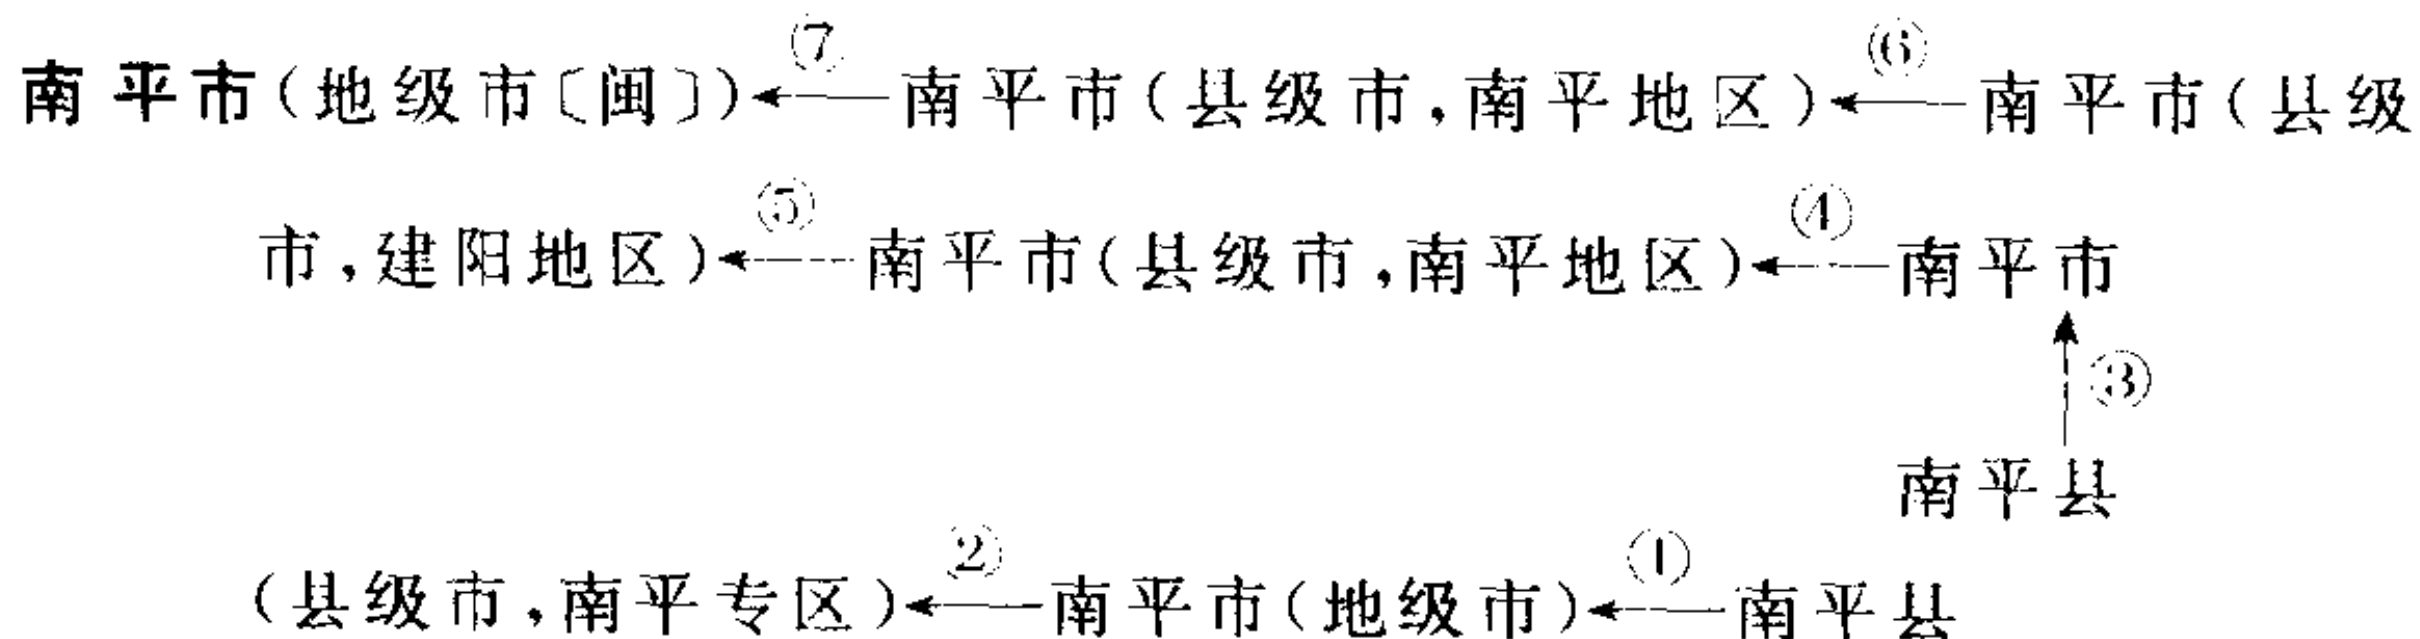 南平市(地级市〔闽〕)←⑦南平市(县级市,南平地区)←⑥南平市(县级
市,建阳地区)←⑤南平市(县级市,南平地区)←④南平市
↑③
南平县
(县级市,南平专区)←②南平市(地级市)←①南平县